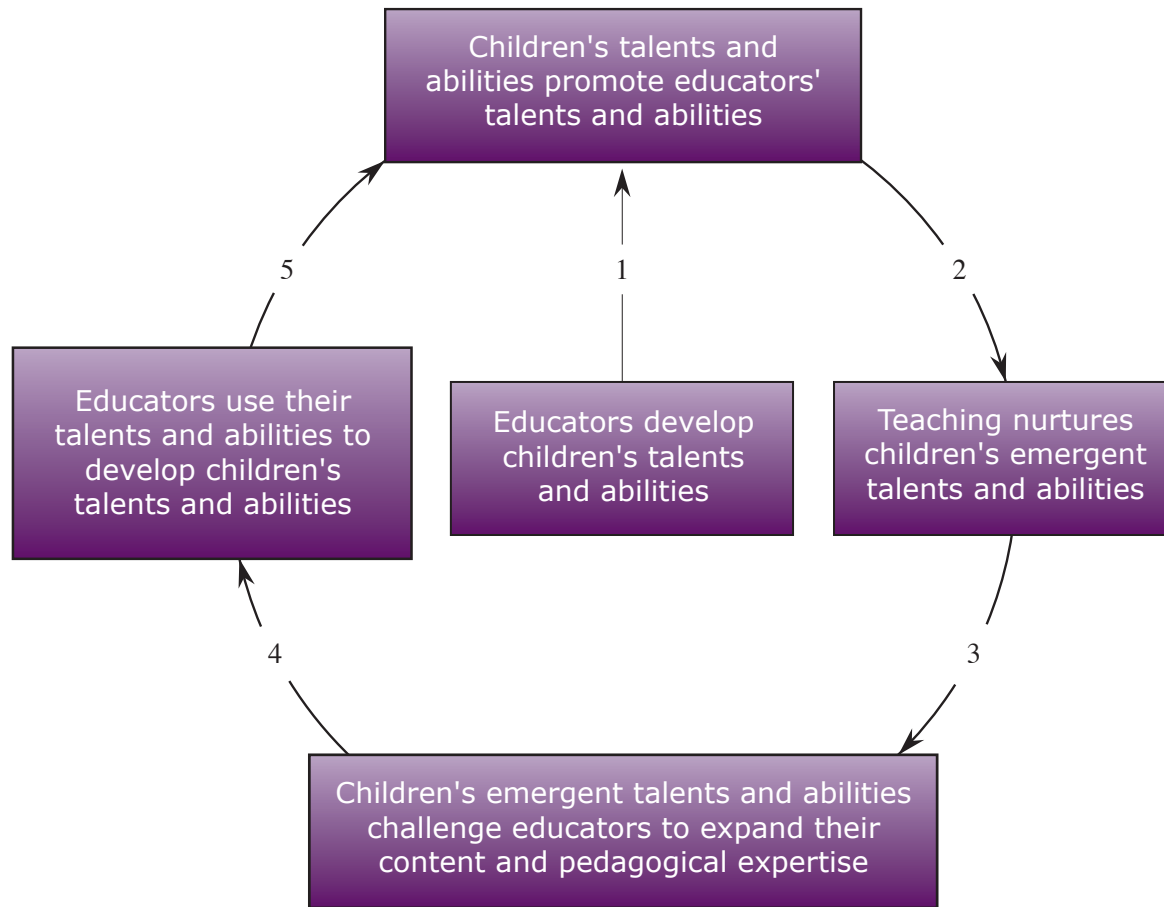 Children's talents and
abilities promote educators'
talents and abilities
5
1
2
Educators use their
talents and abilities to
develop children's
talents and abilities
Educators develop
children's talents
and abilities
Teaching nurtures
children's emergent
talents and abilities
4
3
Children's emergent talents and abilities
challenge educators to expand their
content and pedagogical expertise